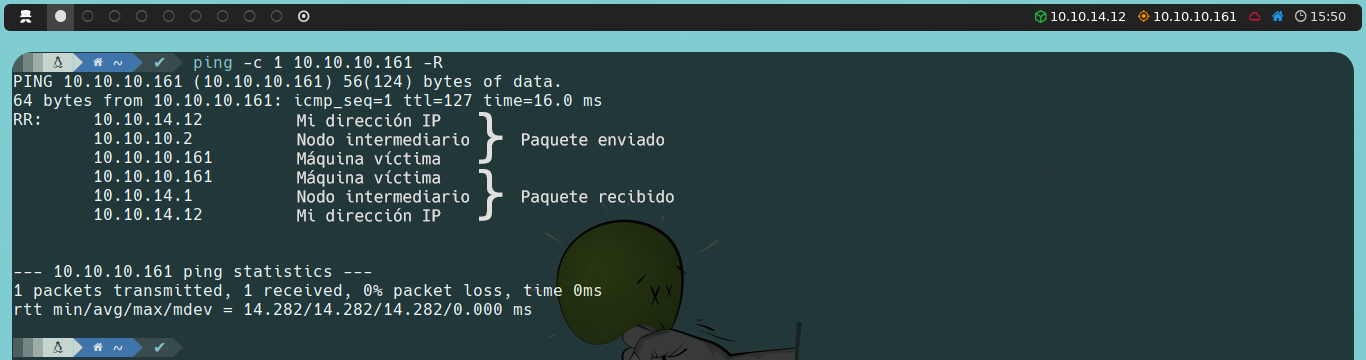 10.10.14.12 10.10.10.161 15:50
~ ✔ ping -c 1 10.10.10.161 -R
PING 10.10.10.161 (10.10.10.161) 56(124) bytes of data.
64 bytes from 10.10.10.161: icmp_seq=1 ttl=127 time=16.0 ms
RR: 10.10.14.12 Mi dirección IP
10.10.10.2 Nodo intermediario } Paquete enviado
10.10.10.161 Máquina víctima
10.10.10.161 Máquina víctima
10.10.14.1 Nodo intermediario } Paquete recibido
10.10.14.12 Mi dirección IP
--- 10.10.10.161 ping statistics ---
1 packets transmitted, 1 received, 0% packet loss, time 0ms
rtt min/avg/max/mdev = 14.282/14.282/14.282/0.000 ms
~ ✔